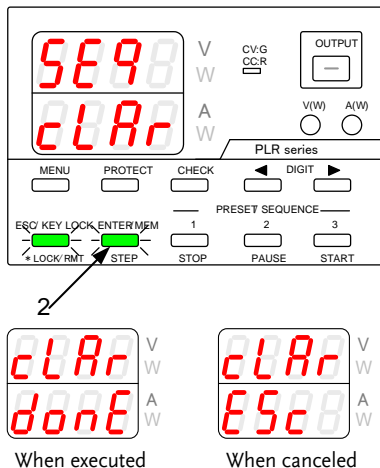 SEq V
W
CV:G
CC:R
OUTPUT
cLAr A
W
V(W) A(W)
PLR series
MENU PROTECT CHECK ◀ DIGIT ▶
PRESET/ SEQUENCE
ESC/ KEY LOCK ENTER/MEM 1 2 3
* LOCK/RMT STEP STOP PAUSE START
2
cLAr V
W
donE A
W
cLAr V
W
ESc A
W
When executed When canceled